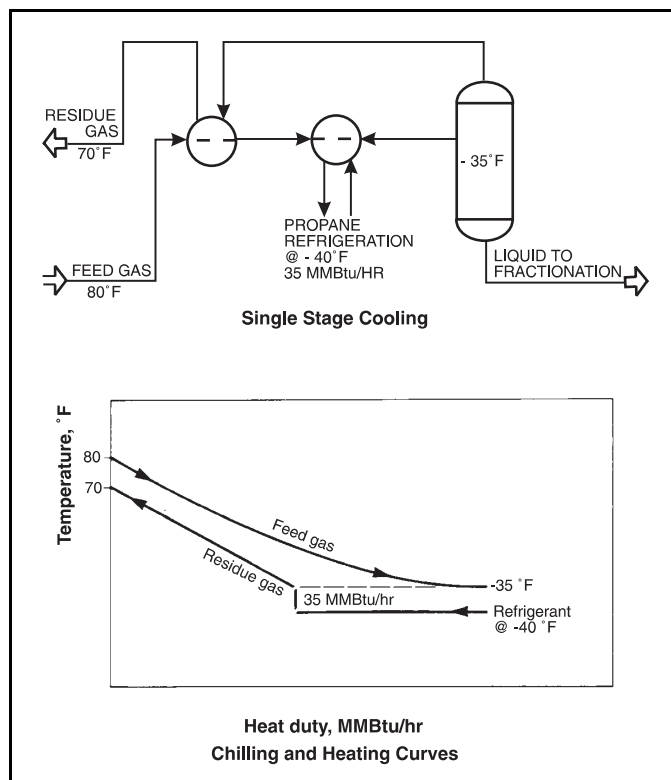 RESIDUE
GAS
70˚F
FEED GAS
80˚F
PROPANE
REFRIGERATION
@ - 40˚F
35 MMBtu/HR
- 35˚F
LIQUID TO
FRACTIONATION
Single Stage Cooling
Temperature, ˚F
80
70
Feed gas
Residue gas
35 MMBtu/hr
-35 ˚F
Refrigerant
@ -40 ˚F
Heat duty, MMBtu/hr
Chilling and Heating Curves